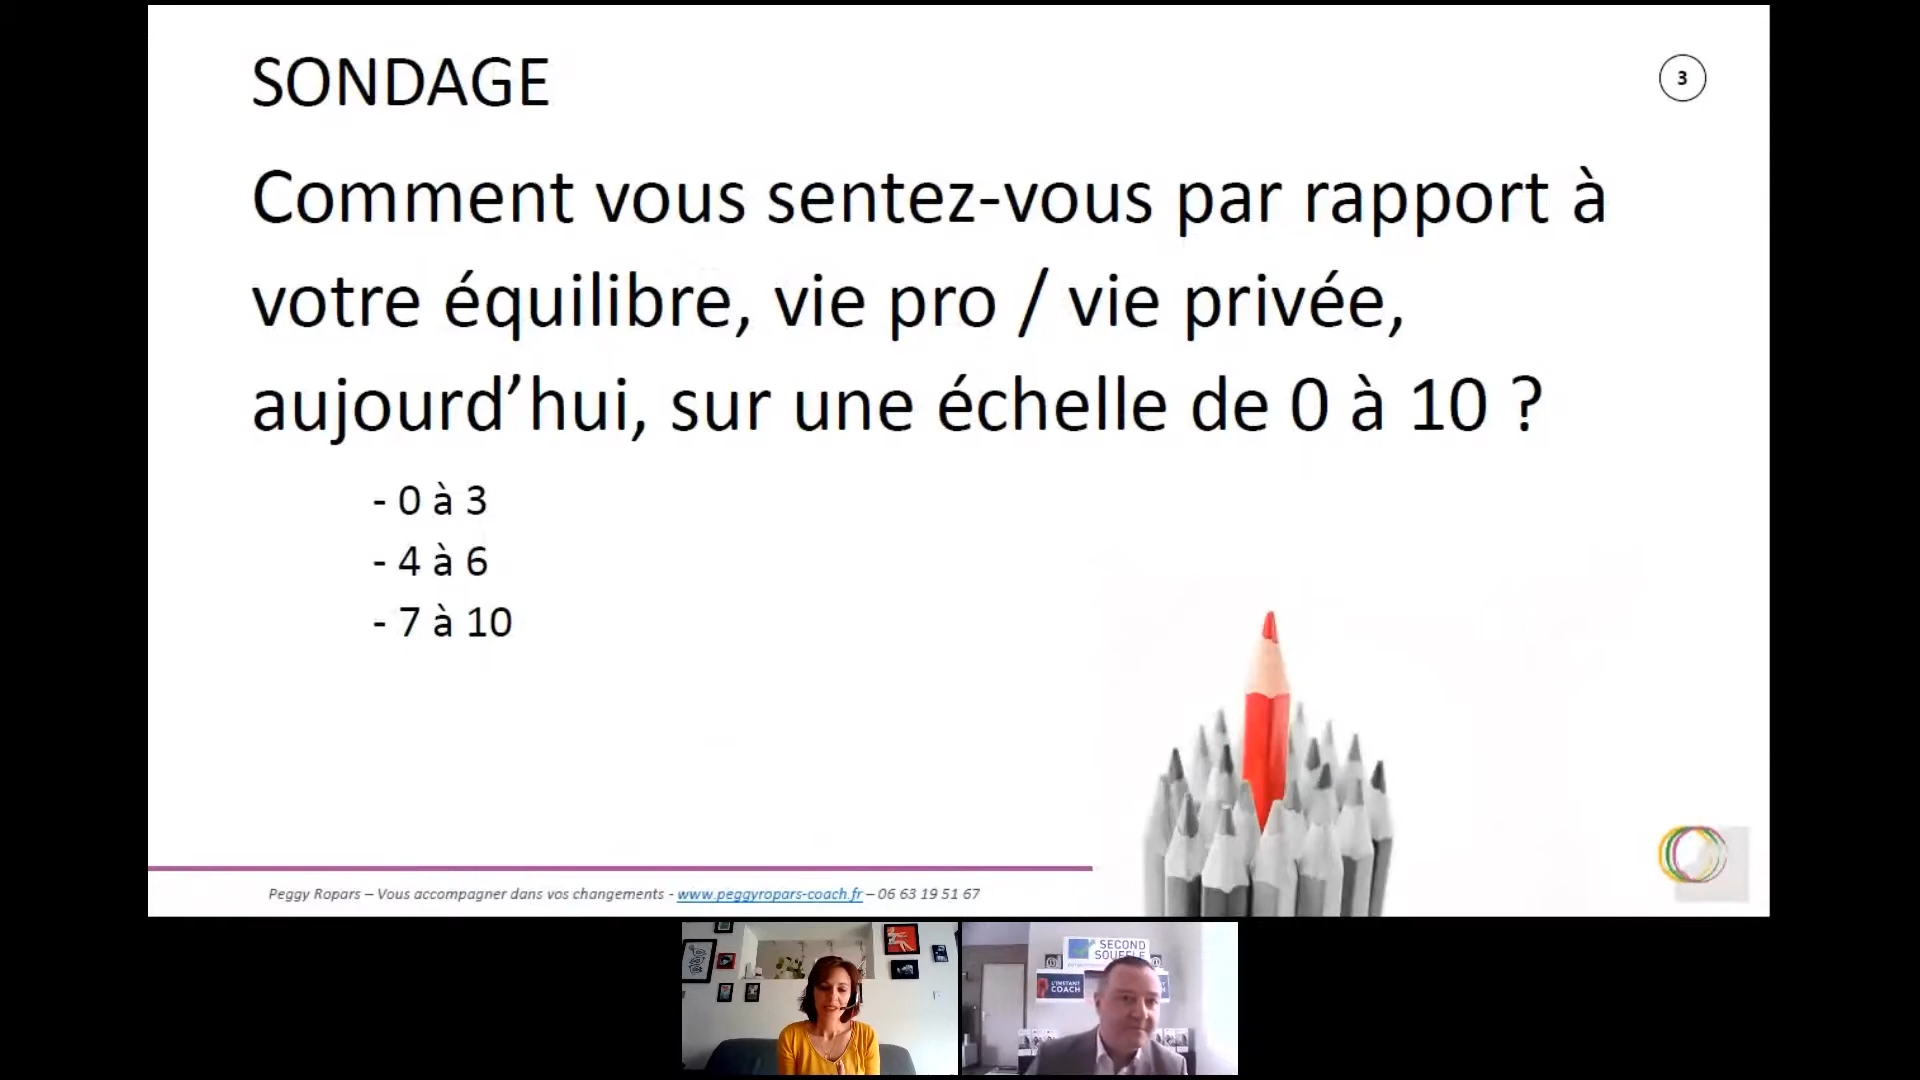 SONDAGE
3
Comment vous sentez-vous par rapport à
votre équilibre, vie pro / vie privée,
aujourd’hui, sur une échelle de 0 à 10 ?
- 0 à 3
- 4 à 6
- 7 à 10
Peggy Ropars – Vous accompagner dans vos changements - www.peggyropars-coach.fr – 06 63 19 51 67
SECOND
SOUFFLE
L'INSTANT
COACH